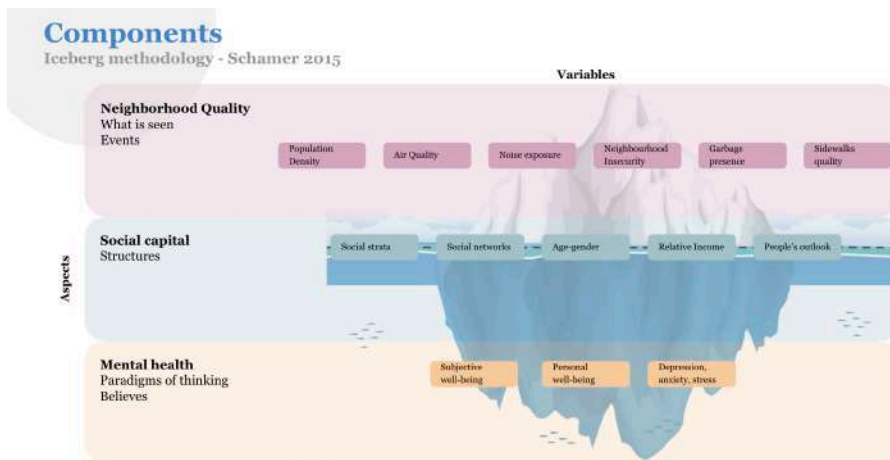 Components
Iceberg methodology - Schamer 2015
Variables
Neighborhood Quality
What is seen
Events
Population
Density
Air Quality
Noise exposure
Neighbourhood
Insecurity
Garbage
presence
Sidewalks
quality
Aspects
Social capital
Structures
Social strata
Social networks
Age-gender
Relative Income
People's outlook
Mental health
Paradigms of thinking
Believes
Subjective
well-being
Personal
well-being
Depression,
anxiety, stress